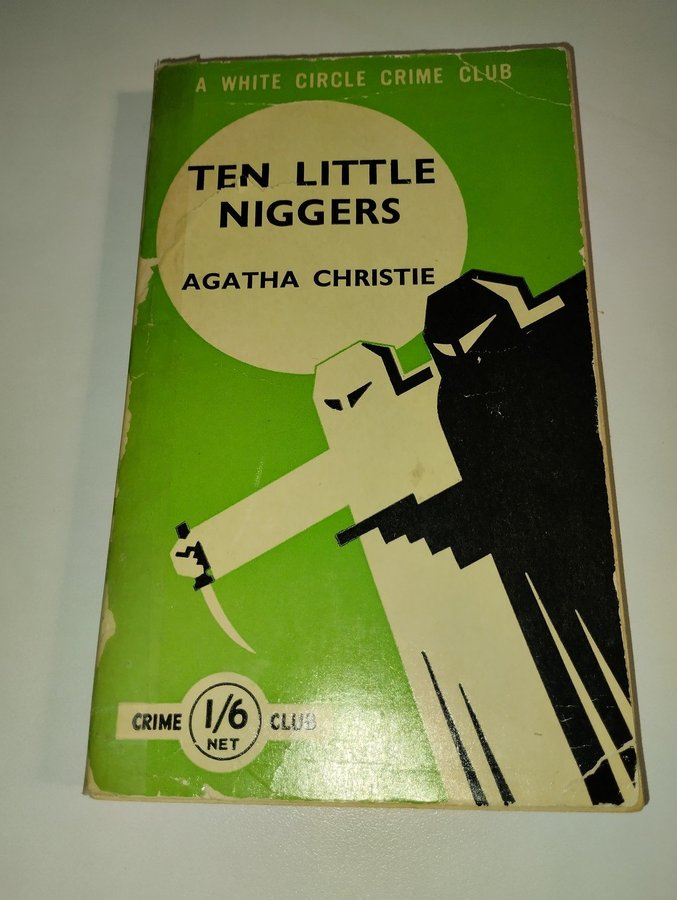 A WHITE CIRCLE CRIME CLUB
TEN LITTLE
NIGGERS
AGATHA CHRISTIE
CRIME 1/6 CLUB
NET